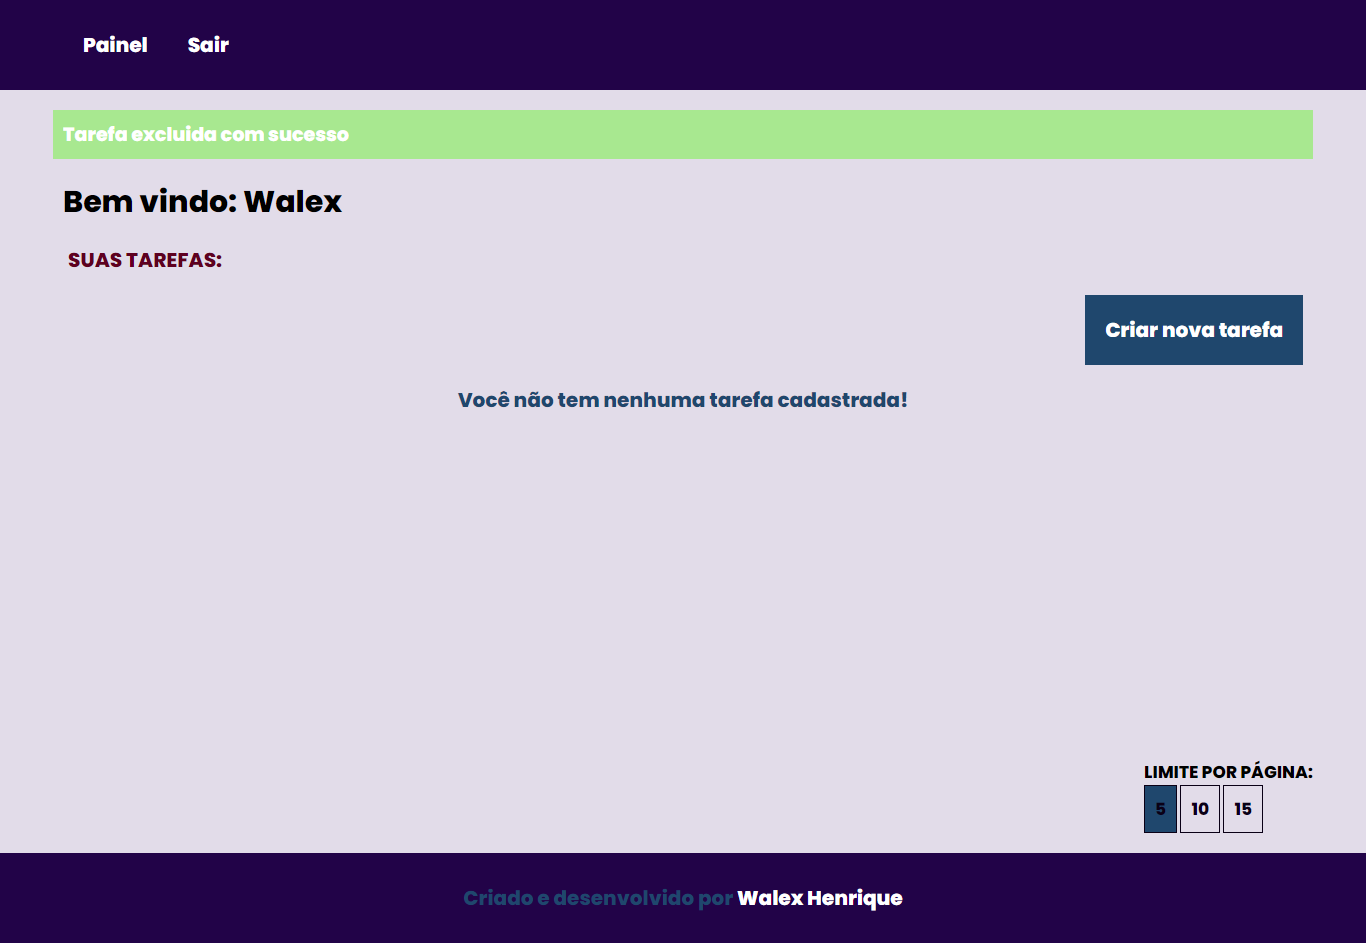 Painel Sair
Tarefa excluida com sucesso
Bem vindo: Walex
SUAS TAREFAS:
Criar nova tarefa
Você não tem nenhuma tarefa cadastrada!
LIMITE POR PÁGINA:
5 10 15
Criado e desenvolvido por Walex Henrique